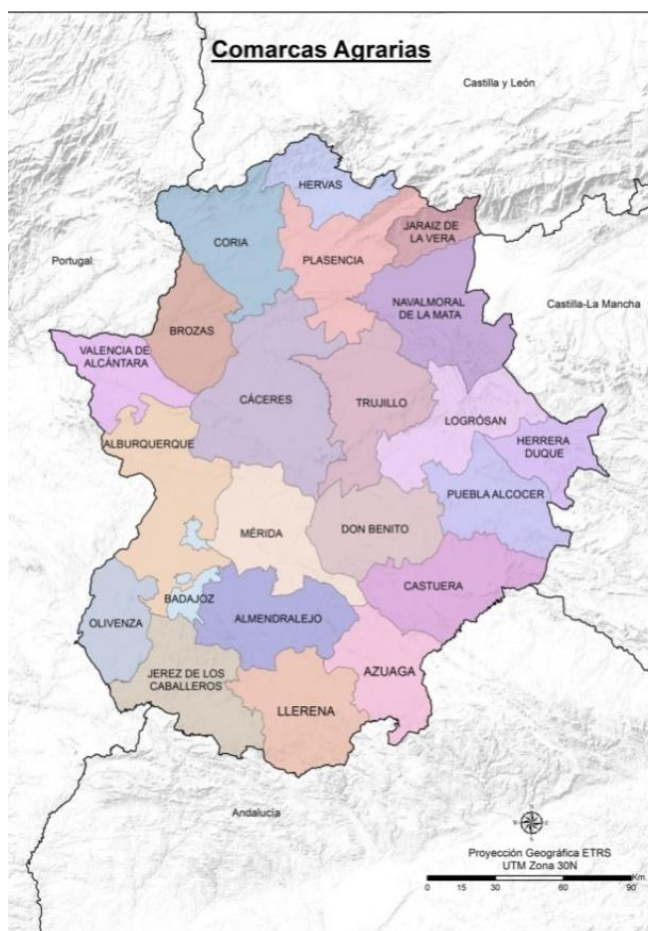 Comarcas Agrarias
Castilla y León
HERVAS
JARAIZ DE
LA VERA
CORIA
PLASENCIA
Portugal
NAVALMORAL
DE LA MATA
Castilla-La Mancha
BROZAS
VALENCIA DE
ALCÁNTARA
CÁCERES
TRUJILLO
LOGRÓSAN
ALBURQUERQUE
HERRERA
DUQUE
PUEBLA ALCOCER
MÉRIDA
DON BENITO
CASTUERA
BADAJOZ
OLIVENZA
ALMENDRALEJO
JEREZ DE LOS
CABALLEROS
AZUAGA
LLERENA
Andalucía
Proyección Geográfica ETRS
UTM Zona 30N
Km.
0 15 30 60 90